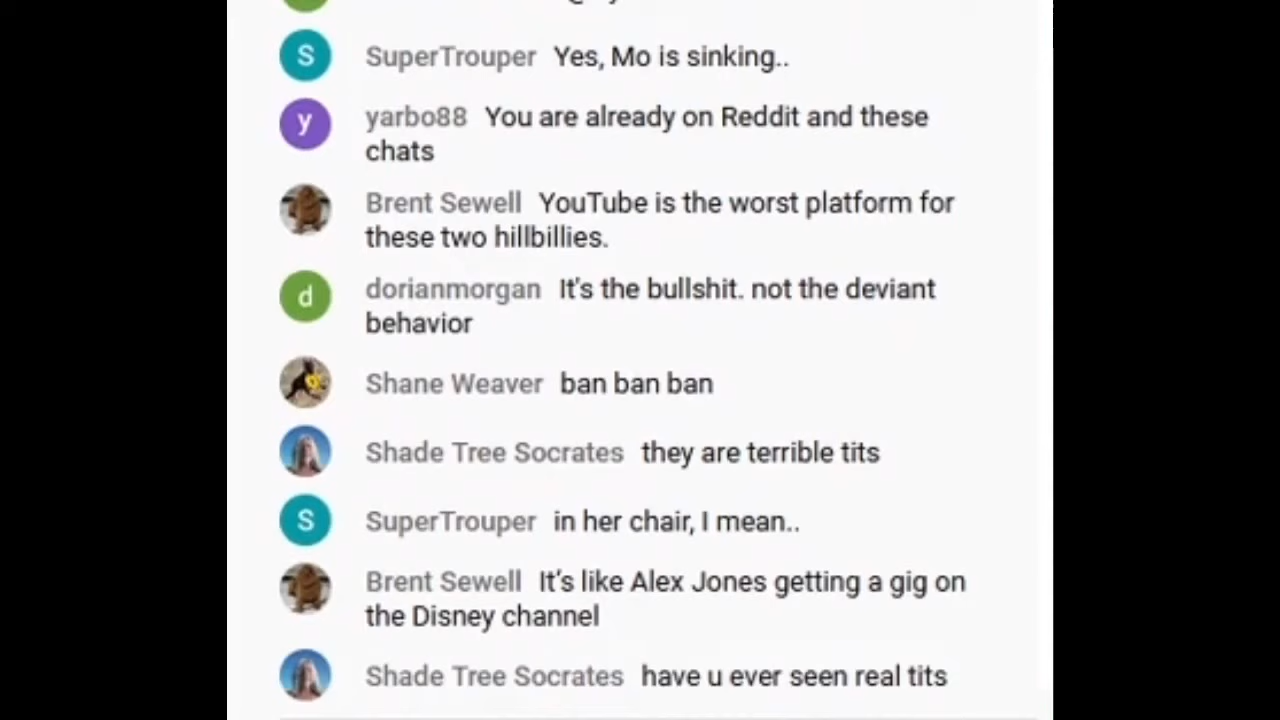 S SuperTrouper Yes, Mo is sinking..
y yarbo88 You are already on Reddit and these
chats
Brent Sewell YouTube is the worst platform for
these two hillbillies.
d dorianmorgan It's the bullshit. not the deviant
behavior
Shane Weaver ban ban ban
Shade Tree Socrates they are terrible tits
S SuperTrouper in her chair, I mean..
Brent Sewell It's like Alex Jones getting a gig on
the Disney channel
Shade Tree Socrates have u ever seen real tits